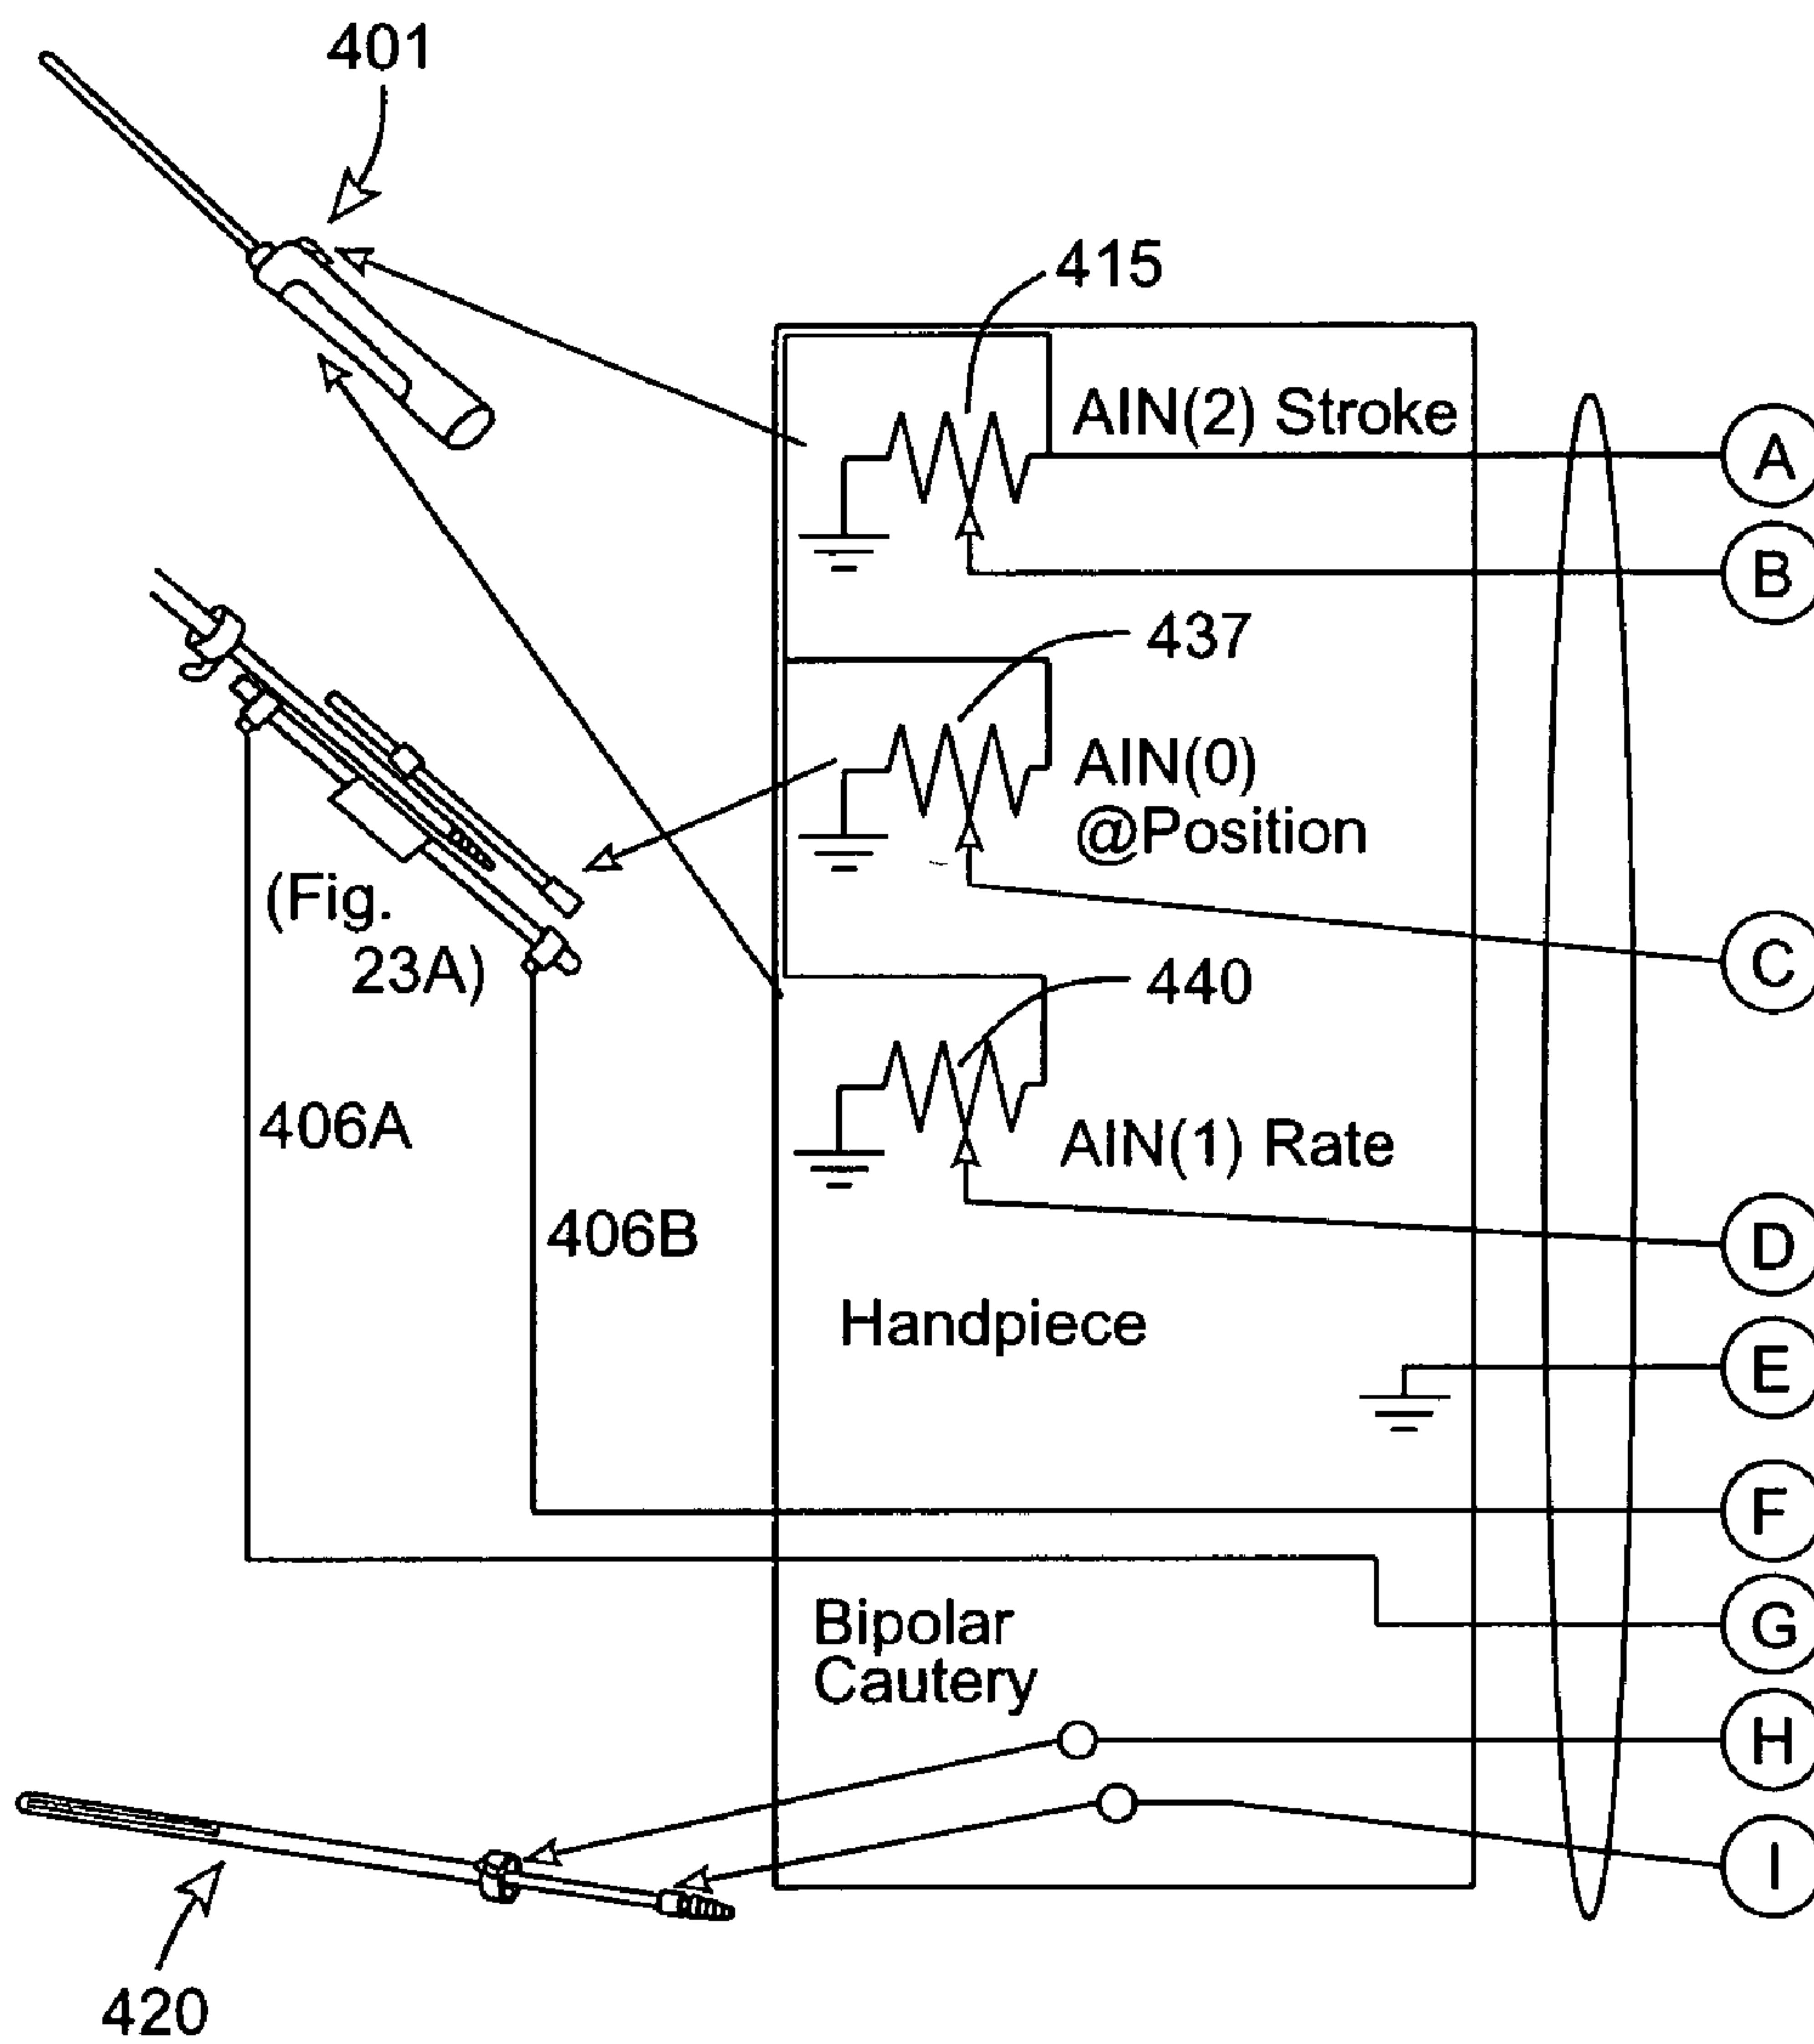 401
415
AIN(2) Stroke
A
B
437
AIN(0)
@Position
(Fig.
23A)
C
440
406A
AIN(1) Rate
406B
D
Handpiece
E
F
Bipolar
Cautery
G
H
I
420